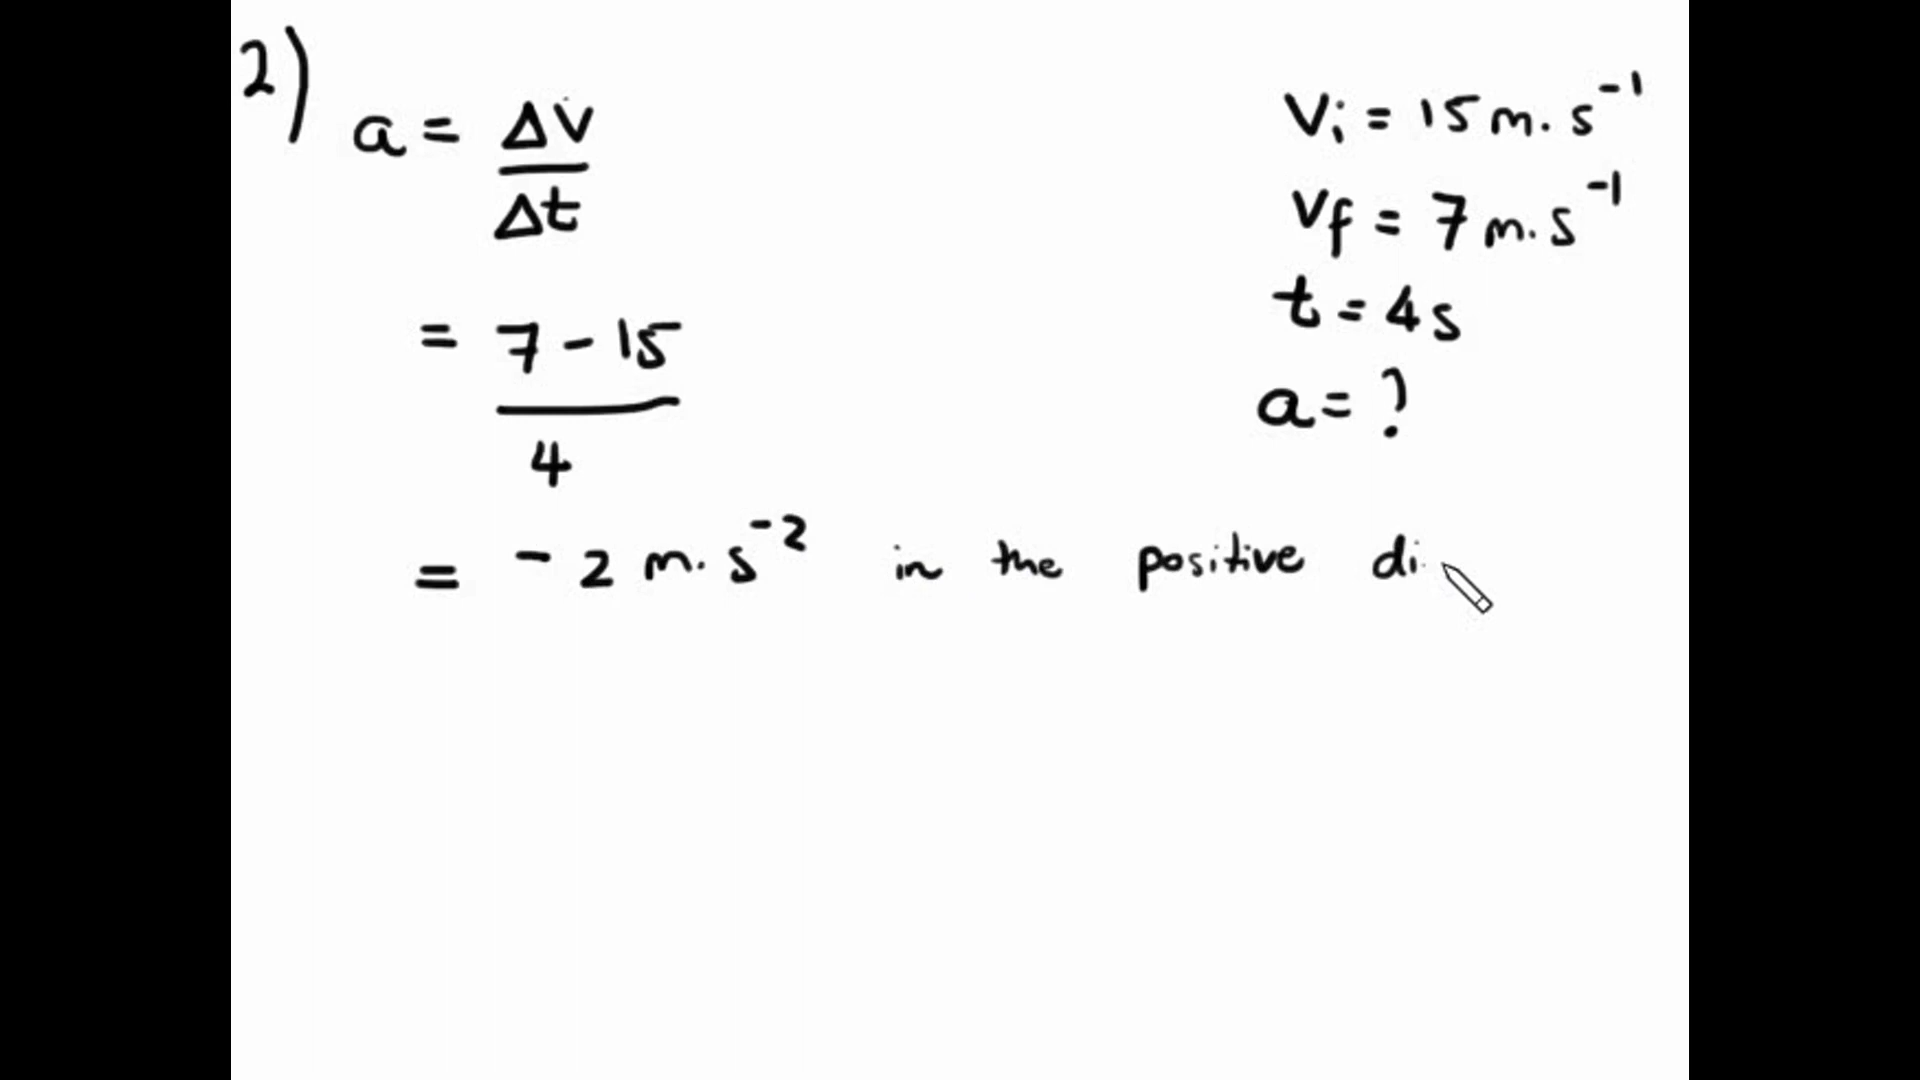 2)
a = Δv
Δt
= 7 - 15
4
= -2 m.s⁻² in the positive di
vi = 15 m.s⁻¹
vf = 7 m.s⁻¹
t = 4s
a = ?